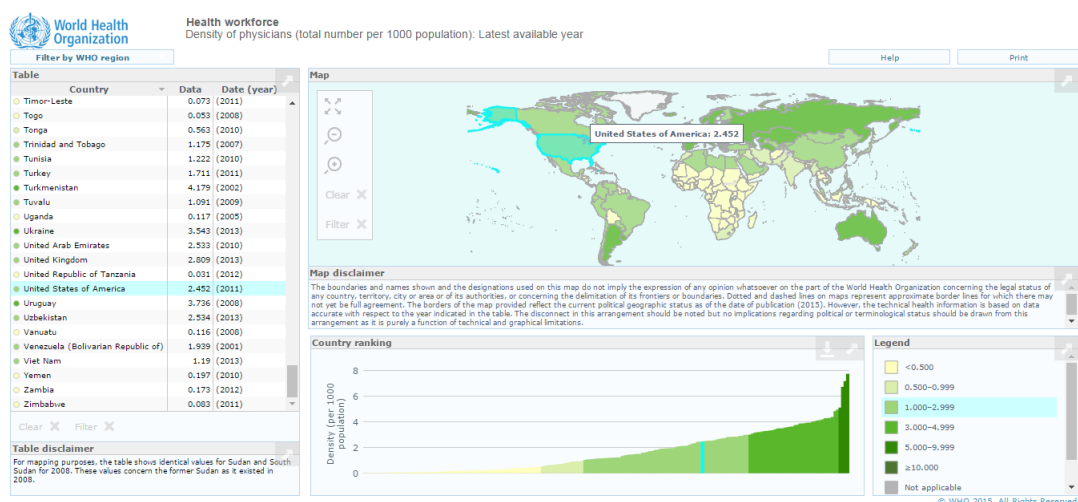 World Health
Organization
Health workforce
Density of physicians (total number per 1000 population): Latest available year
Filter by WHO region
Help
Print
Table
Country Data Date (year)
Timor-Leste 0.073 (2011)
Togo 0.053 (2008)
Tonga 0.563 (2010)
Trinidad and Tobago 1.175 (2007)
Tunisia 1.222 (2010)
Turkey 1.711 (2011)
Turkmenistan 4.179 (2002)
Tuvalu 1.091 (2009)
Uganda 0.117 (2005)
Ukraine 3.543 (2013)
United Arab Emirates 2.533 (2010)
United Kingdom 2.809 (2013)
United Republic of Tanzania 0.031 (2012)
United States of America 2.452 (2011)
Uruguay 3.736 (2008)
Uzbekistan 2.534 (2013)
Vanuatu 0.116 (2008)
Venezuela (Bolivarian Republic of) 1.939 (2001)
Viet Nam 1.19 (2013)
Yemen 0.197 (2010)
Zambia 0.173 (2012)
Zimbabwe 0.083 (2011)
Clear Filter
Table disclaimer
For mapping purposes, the table shows identical values for Sudan and South
Sudan for 2008. These values concern the former Sudan as it existed in
2008.
Map
Clear
Filter
United States of America: 2.452
Map disclaimer
The boundaries and names shown and the designations used on this map do not imply the expression of any opinion whatsoever on the part of the World Health Organization concerning the legal status of
any country, territory, city or area or of its authorities, or concerning the delimitation of its frontiers or boundaries. Dotted and dashed lines on maps represent approximate border lines for which there may
not yet be full agreement. The borders of the map provided reflect the current political geographic status as of the date of publication (2015). However, the technical health information is based on data
accurate with respect to the year indicated in the table. The disconnect in this arrangement should be noted but no implications regarding political or terminological status should be drawn from this
arrangement as it is purely a function of technical and graphical limitations.
Country ranking
Density (per 1000
population)
8
6
4
2
0
Legend
<0.500
0.500–0.999
1.000–2.999
3.000–4.999
5.000–9.999
≥10.000
Not applicable
© WHO 2015. All Rights Reserved